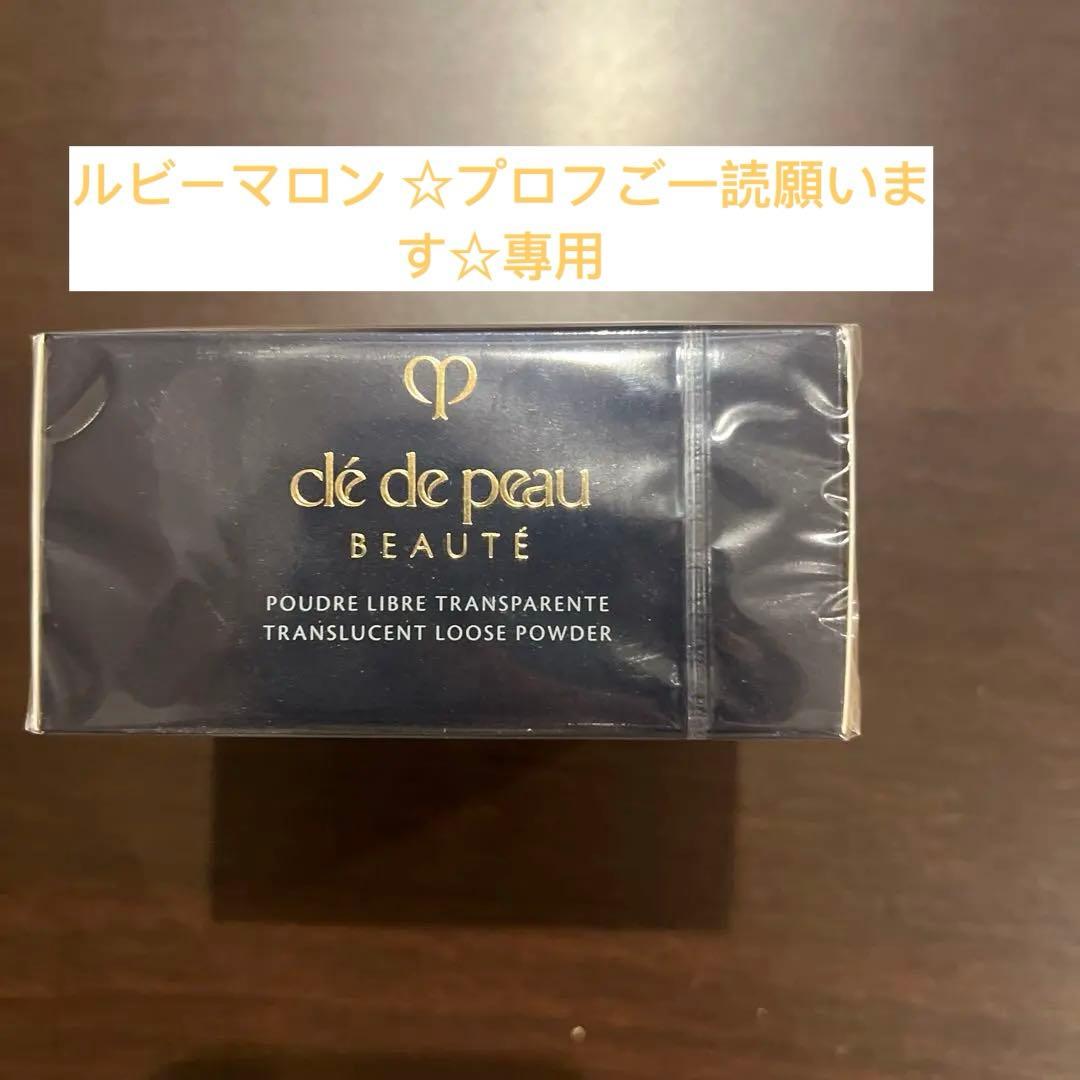 ルビーマロン ☆プロフご一読願いま
す☆專用
clé de peau
BEAUTÉ
POUDRE LIBRE TRANSPARENTE
TRANSLUCENT LOOSE POWDER